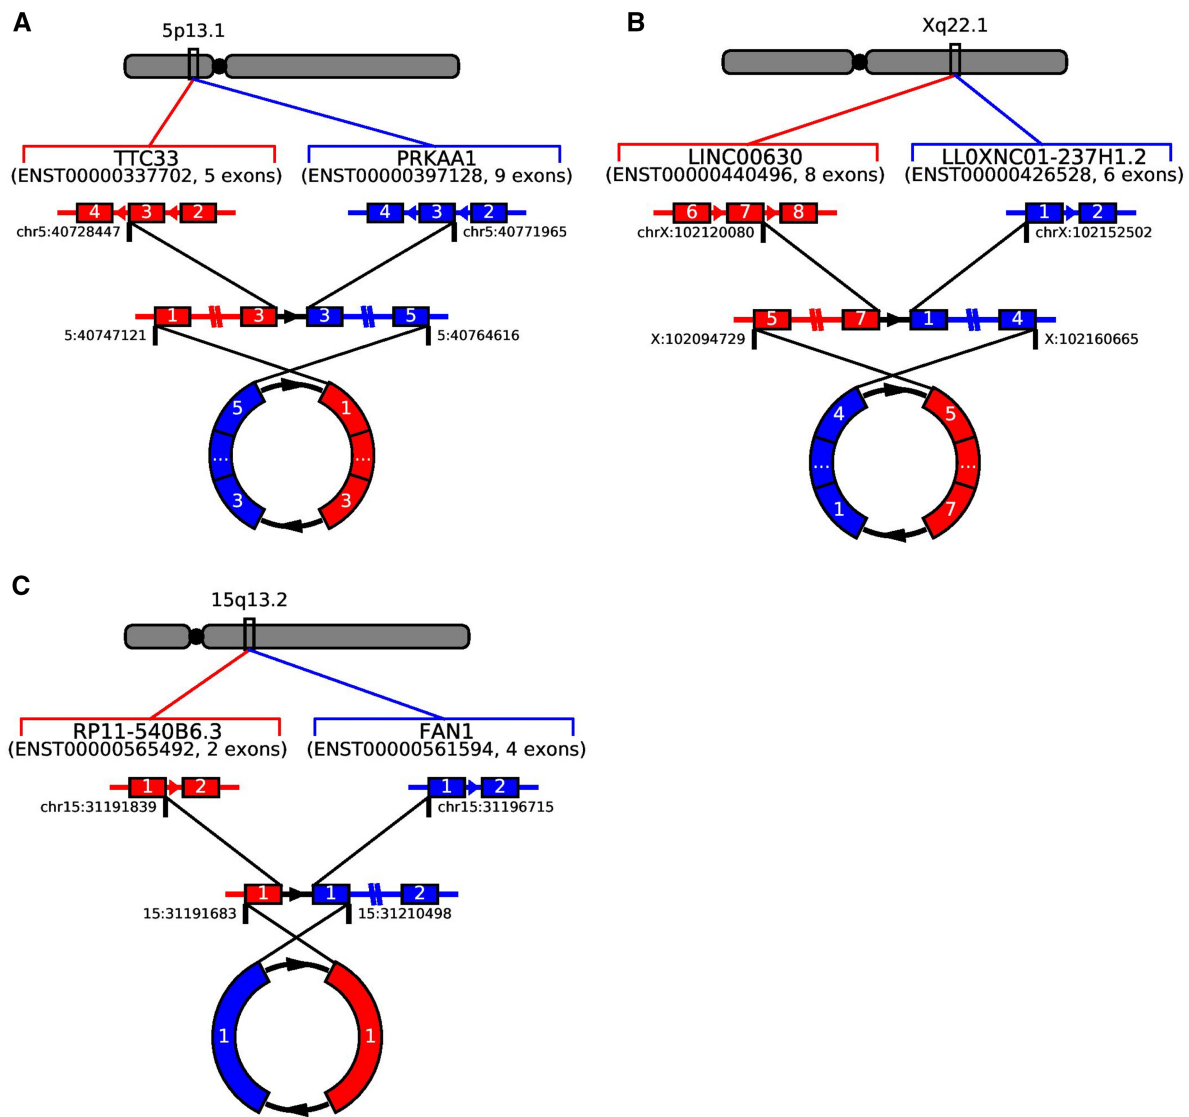 A
5p13.1
TTC33
(ENST00000337702, 5 exons)
PRKAA1
(ENST00000397128, 9 exons)
4 3 2
4 3 2
chr5:40728447
chr5:40771965
1 3 3 5
5:40747121
5:40764616
5 1
... ...
3 3
B
Xq22.1
LINC00630
(ENST00000440496, 8 exons)
LL0XNC01-237H1.2
(ENST00000426528, 6 exons)
6 7 8
1 2
chrX:102120080
chrX:102152502
5 7 1 4
X:102094729
X:102160665
4 5
... ...
1 7
C
15q13.2
RP11-540B6.3
(ENST00000565492, 2 exons)
FAN1
(ENST00000561594, 4 exons)
1 2
1 2
chr15:31191839
chr15:31196715
1 1 2
15:31191683
15:31210498
1 1